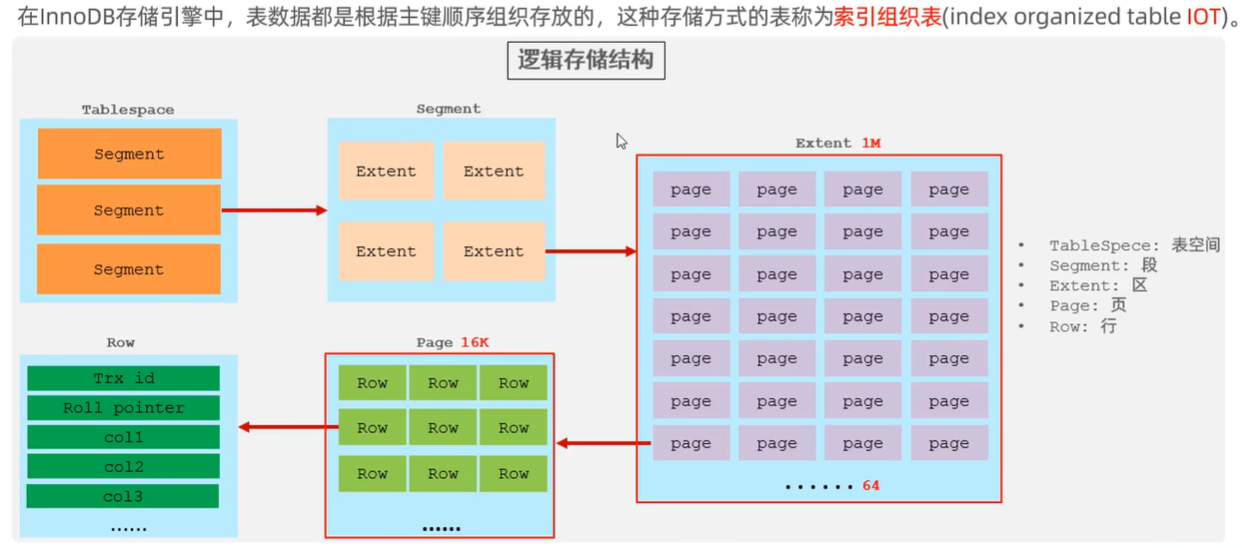 在InnoDB存储引擎中，表数据都是根据主键顺序组织存放的，这种存储方式的表称为索引组织表(index organized table IOT)。
逻辑存储结构
Tablespace
Segment
Segment
Segment
Segment
Extent Extent
Extent Extent
Extent 1M
page page page page
page page page page
page page page page
page page page page
page page page page
page page page page
page page page page
...... 64
• TableSpece: 表空间
• Segment: 段
• Extent: 区
• Page: 页
• Row: 行
Row
Trx id
Roll pointer
col1
col2
col3
......
Page 16K
Row Row Row
Row Row Row
Row Row Row
......